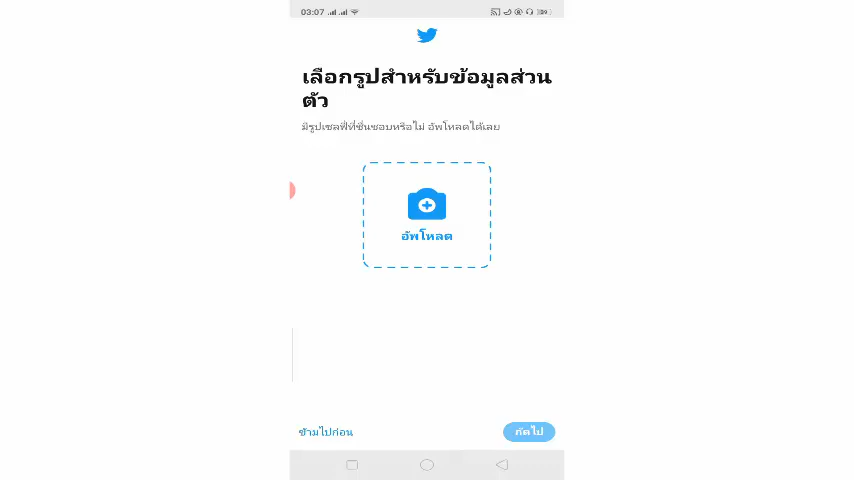 03:07
39
เลือกรูปสำหรับข้อมูลส่วน
ตัว
มีรูปเซลฟี่ที่ชื่นชอบหรือไม่ อัพโหลดได้เลย
อัพโหลด
ข้ามไปก่อน
ถัดไป